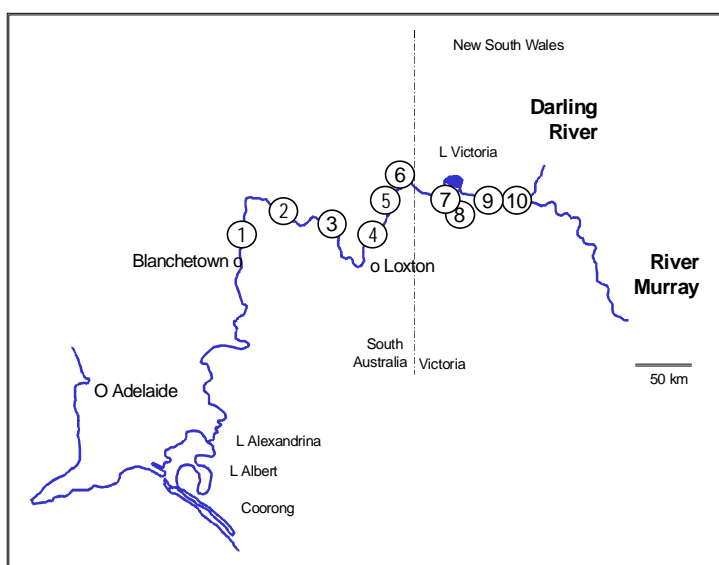 New South Wales
Darling
River
L Victoria
6
5
7
9
10
8
2
3
1
4
Blanchetown o
o Loxton
River
Murray
South
Australia
Victoria
50 km
O Adelaide
L Alexandrina
L Albert
Coorong